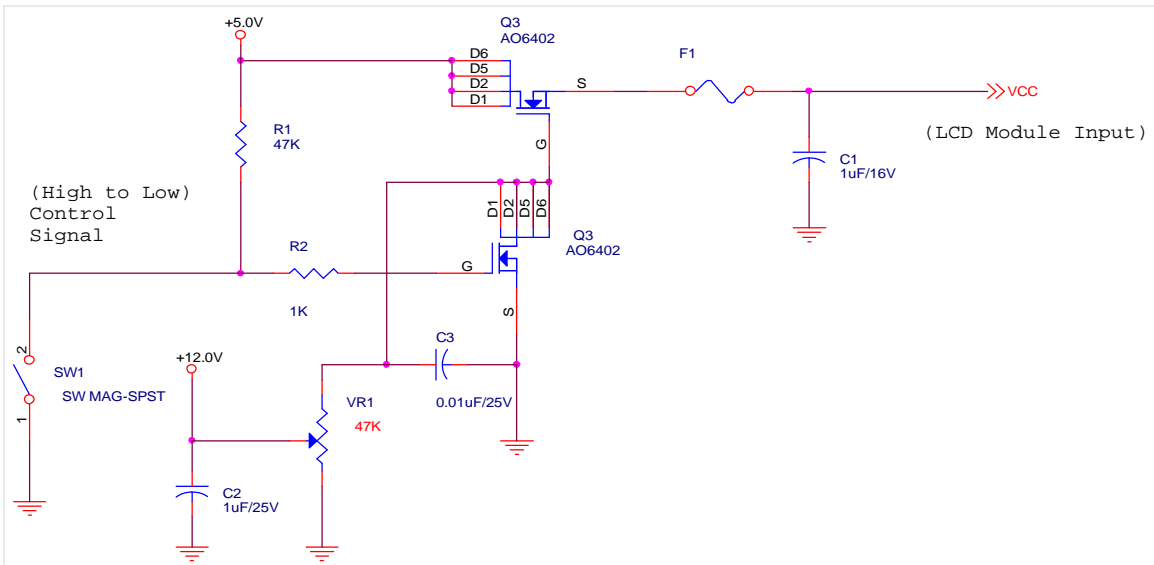 +5.0V
Q3
AO6402
D6
D5
D2
D1
S
G
F1
VCC
(LCD Module Input)
R1
47K
C1
1uF/16V
(High to Low)
Control
Signal
D1
D2
D5
D6
Q3
AO6402
R2
1K
G
S
C3
0.01uF/25V
2
1
SW1
SW MAG-SPST
+12.0V
VR1
47K
C2
1uF/25V